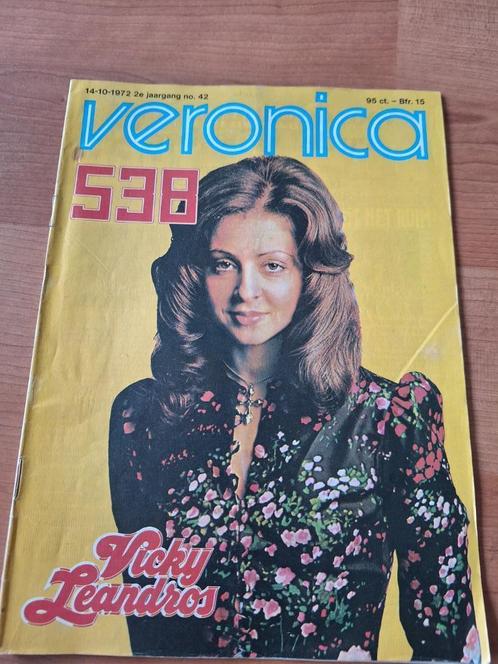 14-10-1972 2e jaargang no. 42
95 ct. – Bfr. 15
veronica
538
Vicky
Leandros